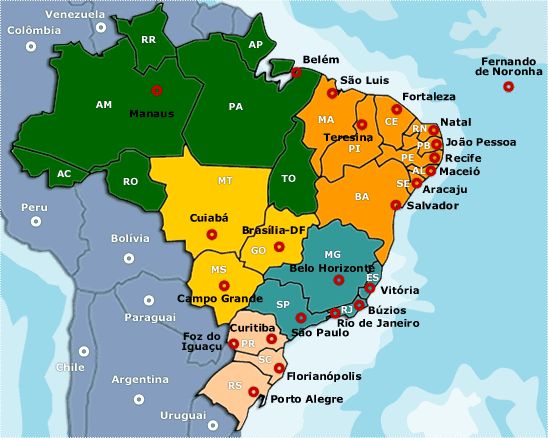 Venezuela
Colômbia
RR
AP
Belém
Fernando
de Noronha
São Luis
AM
Manaus
PA
Fortaleza
MA
CE
Natal
RN
Teresina
João Pessoa
PB
PI
Recife
PE
AC
RO
MT
TO
AL
Maceió
SE
Aracaju
BA
Salvador
Peru
Cuiabá
Brasília-DF
Bolívia
GO
MG
MS
Belo Horizonte
ES
Campo Grande
Vitória
SP
Búzios
Paraguai
RJ
Rio de Janeiro
São Paulo
Curitiba
Foz do
Iguaçu
PR
Chile
SC
Florianópolis
Argentina
RS
Porto Alegre
Uruguai